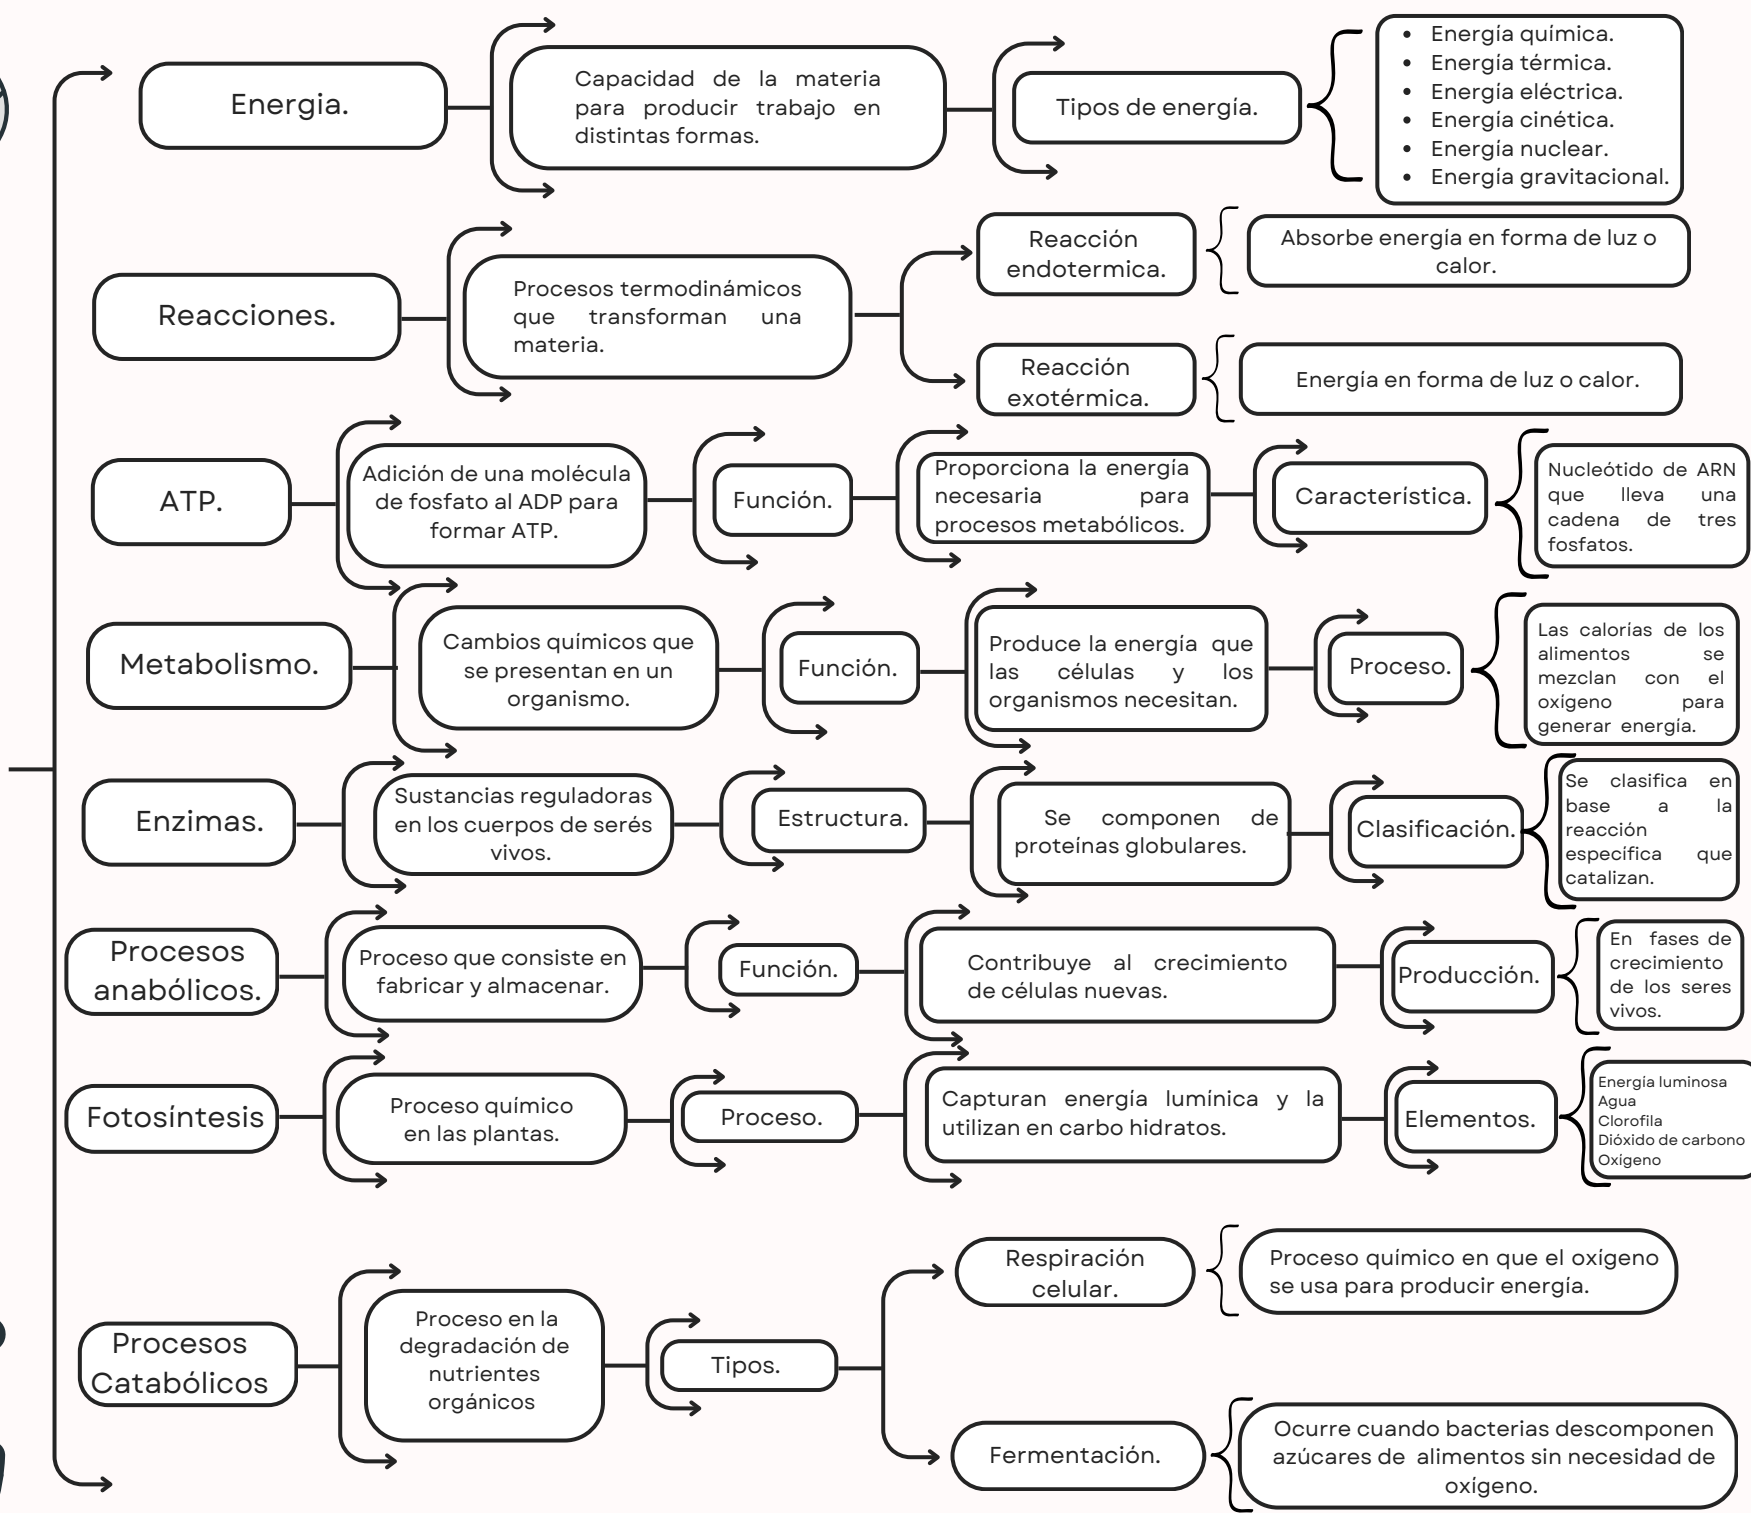 Energia.
Capacidad de la materia
para producir trabajo en
distintas formas.
Tipos de energía.
• Energía química.
• Energía térmica.
• Energía eléctrica.
• Energía cinética.
• Energía nuclear.
• Energía gravitacional.
Reacciones.
Procesos termodinámicos
que transforman una
materia.
Reacción
endotermica.
Absorbe energía en forma de luz o
calor.
Reacción
exotérmica.
Energía en forma de luz o calor.
ATP.
Adición de una molécula
de fosfato al ADP para
formar ATP.
Función.
Proporciona la energía
necesaria para
procesos metabólicos.
Característica.
Nucleótido de ARN
que lleva una
cadena de tres
fosfatos.
Metabolismo.
Cambios químicos que
se presentan en un
organismo.
Función.
Produce la energía que
las células y los
organismos necesitan.
Proceso.
Las calorías de los
alimentos se
mezclan con el
oxígeno para
generar energía.
Enzimas.
Sustancias reguladoras
en los cuerpos de serés
vivos.
Estructura.
Se componen de
proteínas globulares.
Clasificación.
Se clasifica en
base a la
reacción
específica que
catalizan.
Procesos
anabólicos.
Proceso que consiste en
fabricar y almacenar.
Función.
Contribuye al crecimiento
de células nuevas.
Producción.
En fases de
crecimiento
de los seres
vivos.
Fotosíntesis
Proceso químico
en las plantas.
Proceso.
Capturan energía lumínica y la
utilizan en carbo hidratos.
Elementos.
Energía luminosa
Agua
Clorofila
Dióxido de carbono
Oxígeno
Procesos
Catabólicos
Proceso en la
degradación de
nutrientes
orgánicos
Tipos.
Respiración
celular.
Proceso químico en que el oxígeno
se usa para producir energía.
Fermentación.
Ocurre cuando bacterias descomponen
azúcares de alimentos sin necesidad de
oxígeno.